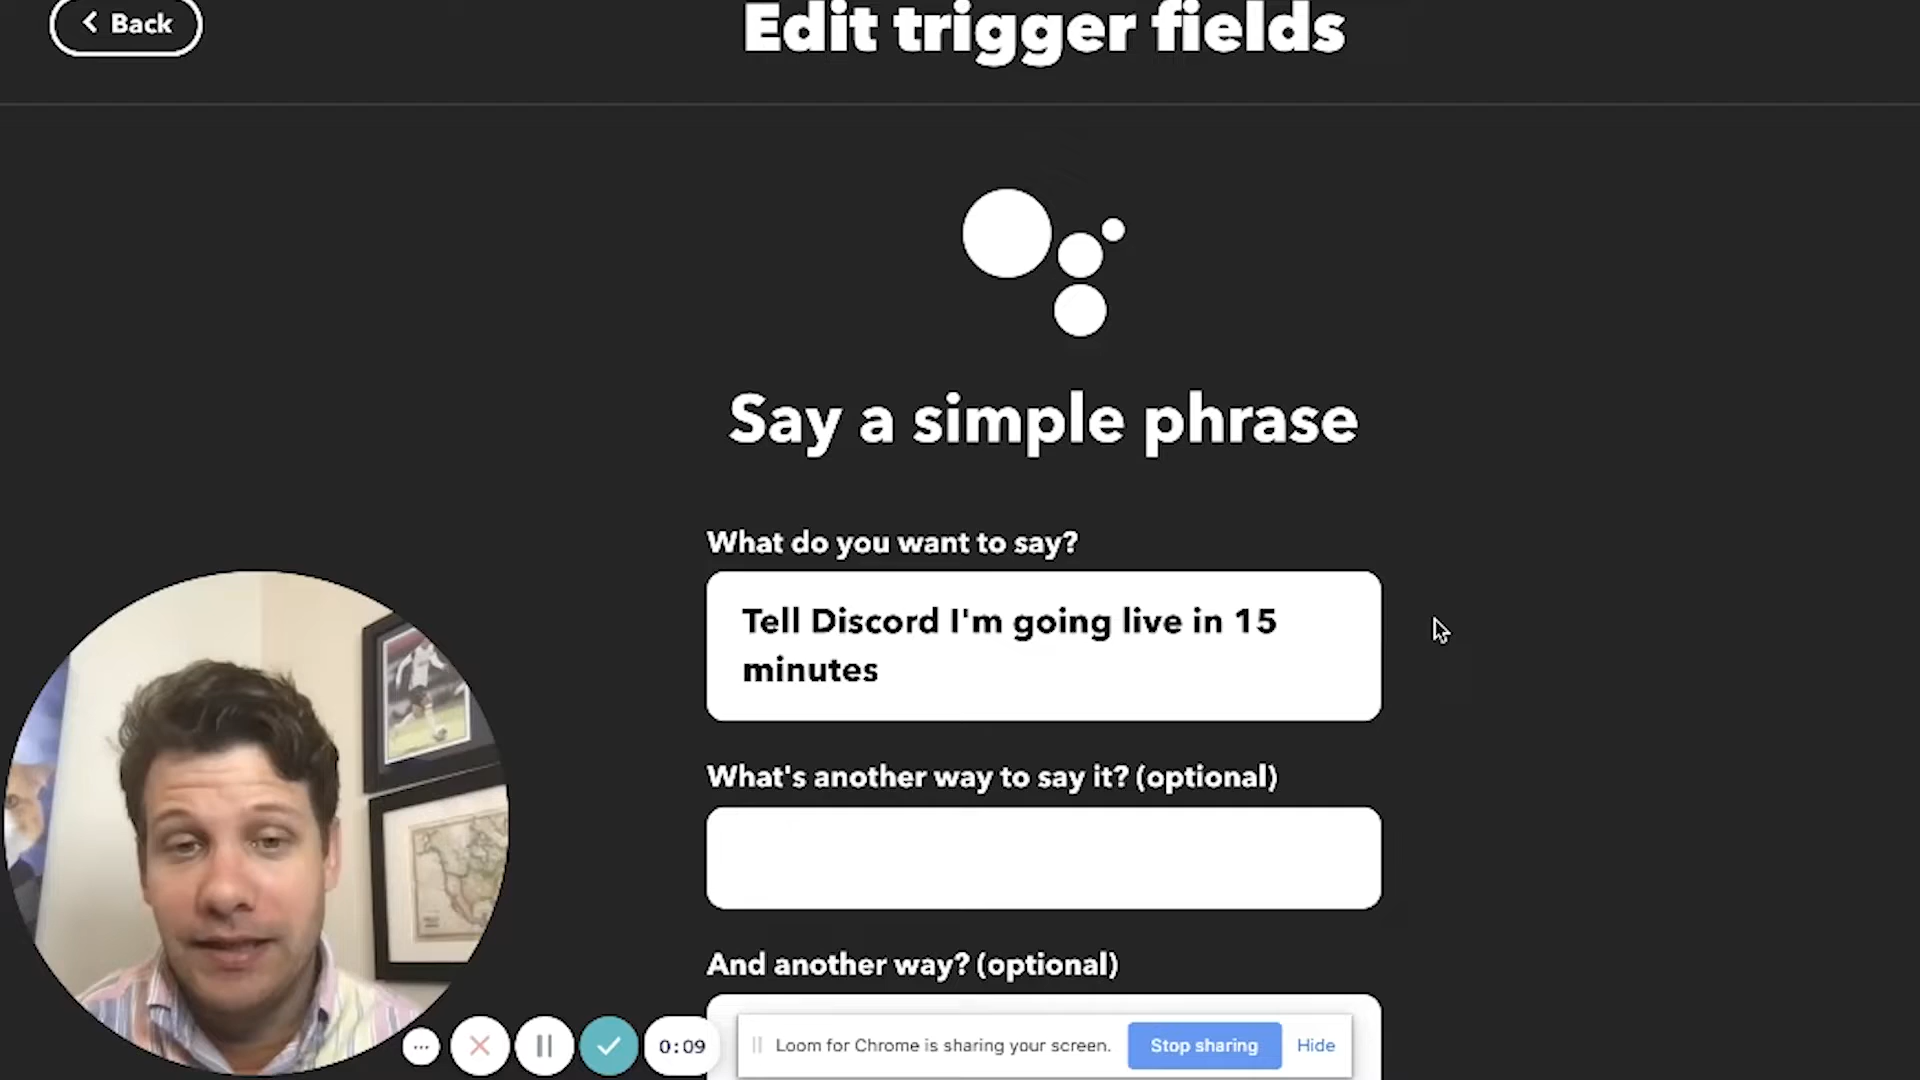 Back
Edit trigger fields
Say a simple phrase
What do you want to say?
Tell Discord I'm going live in 15
minutes
What's another way to say it? (optional)
And another way? (optional)
0:09
Loom for Chrome is sharing your screen.
Stop sharing
Hide